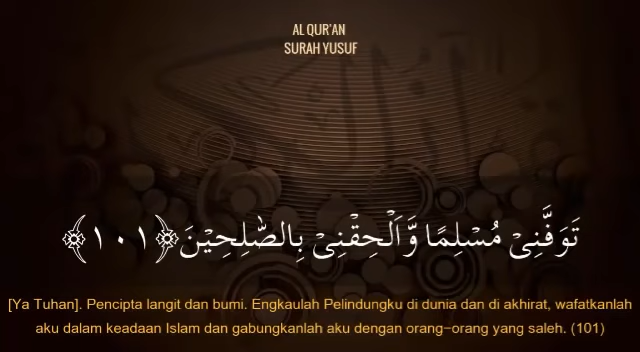 AL QUR'AN
SURAH YUSUF
تَوَفَّنِىْ مُسْلِمًا وَّاَلْحِقْنِىْ بِالصّٰلِحِيْنَ ﴿١٠١﴾
[Ya Tuhan]. Pencipta langit dan bumi. Engkaulah Pelindungku di dunia dan di akhirat, wafatkanlah
aku dalam keadaan Islam dan gabungkanlah aku dengan orang-orang yang saleh. (101)